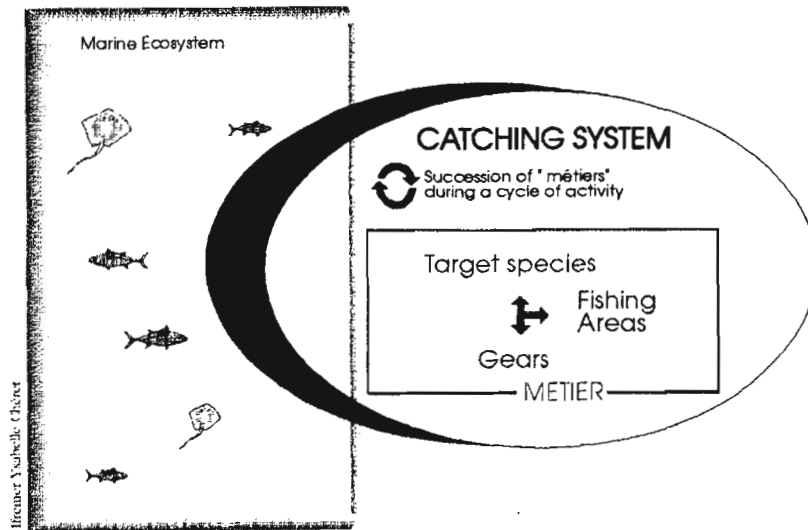 Marine Ecosystem
CATCHING SYSTEM
Succession of "métiers"
during a cycle of activity
Target species
Fishing
Areas
Gears
METIER
Ifremer Ysabelle Chéret